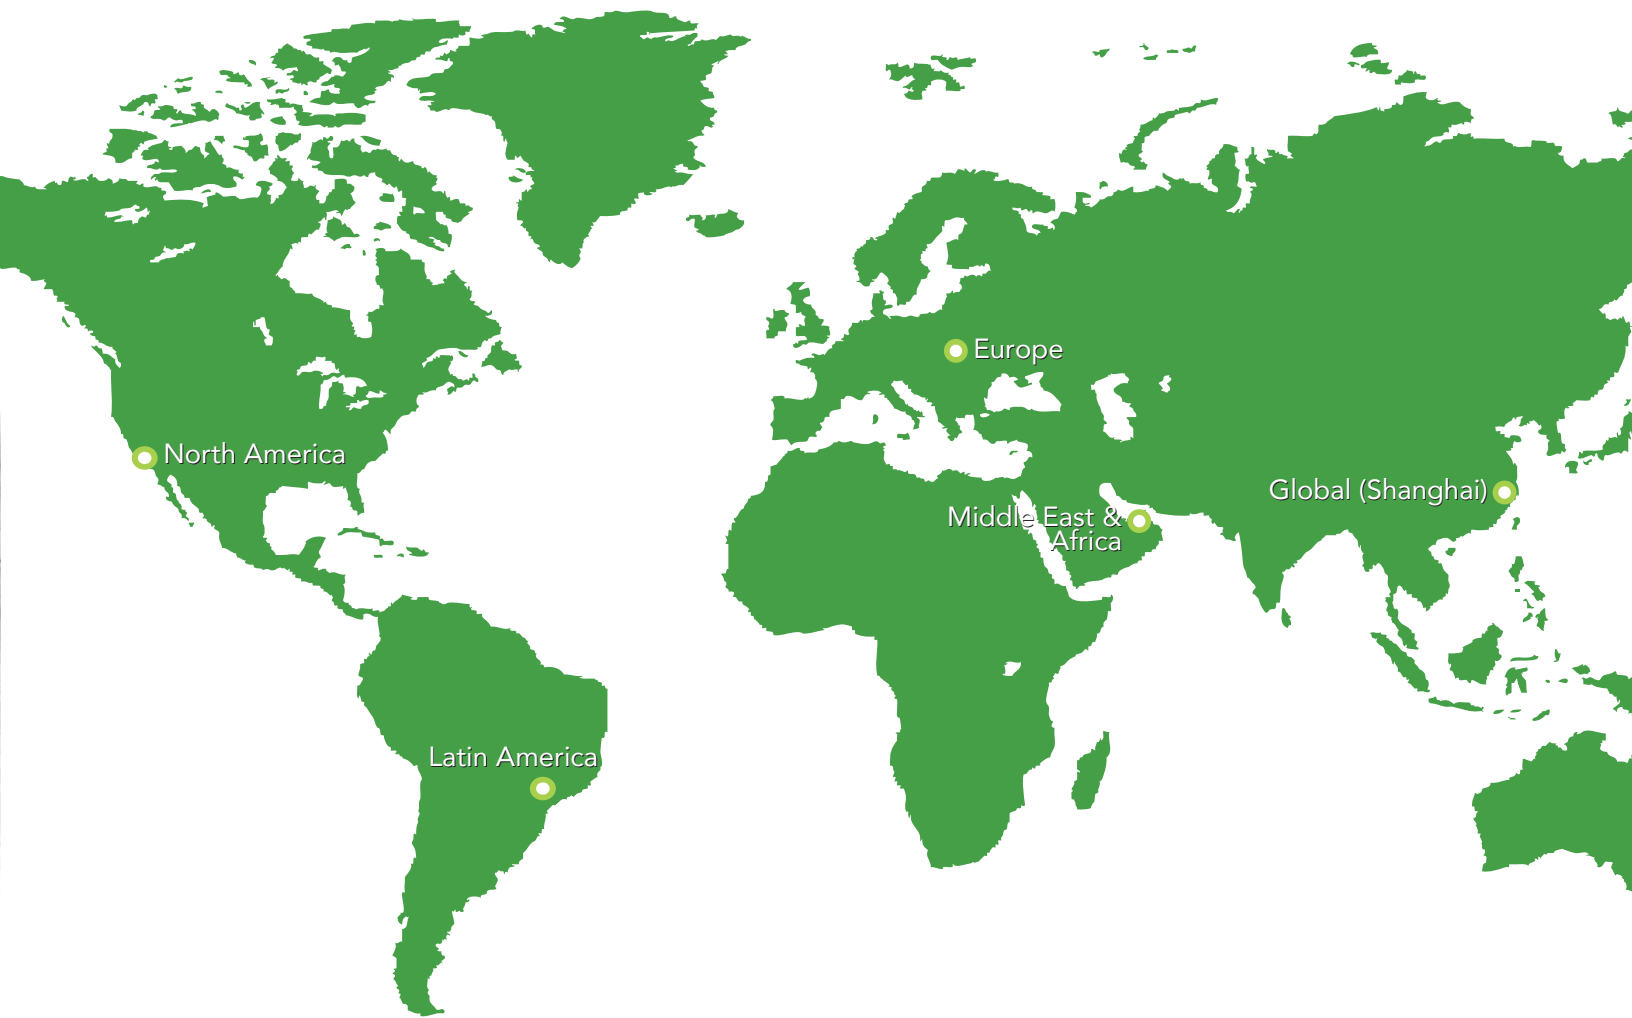 Europe
North America
Global (Shanghai)
Middle East &
Africa
Latin America